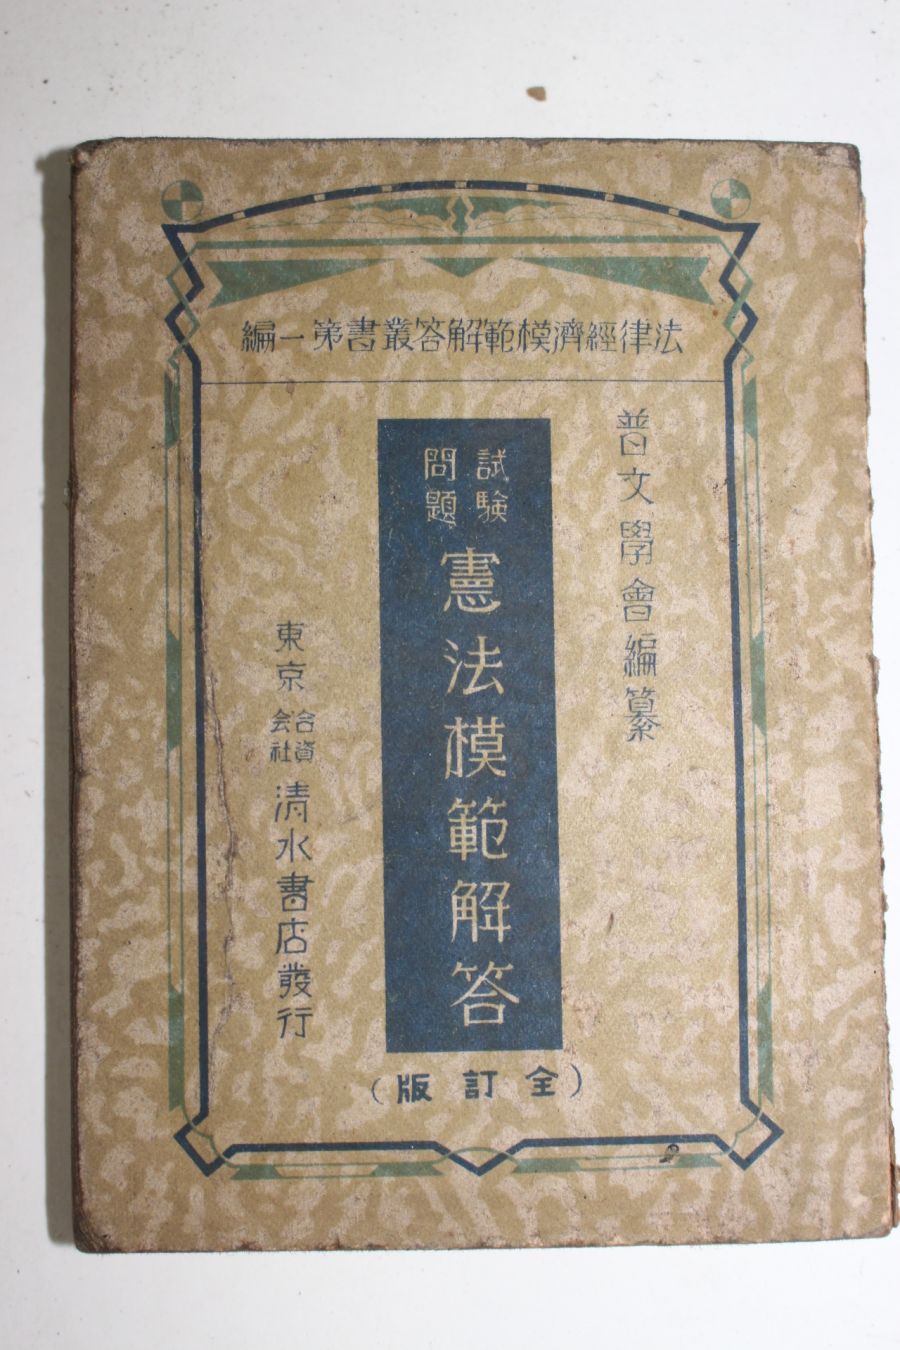 法律經濟模範解答叢書第一編
普文學會編纂
試験
問題
憲法模範解答
(全訂版)
東京
合資
会社
清水書店發行